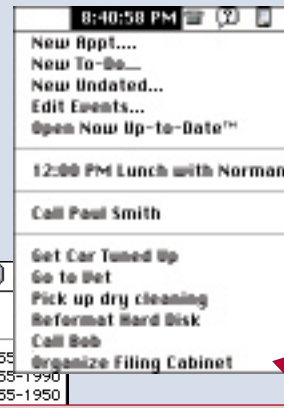 8:40:58 PM
New Appt....
New To-Do...
New Undated...
Edit Events...
Open Now Up-to-Date™
12:00 PM Lunch with Norman
Call Paul Smith
Get Car Tuned Up
Go to Vet
Pick up dry cleaning
Reformat Hard Disk
Call Bob
Organize Filing Cabinet
55-1990
55-1950